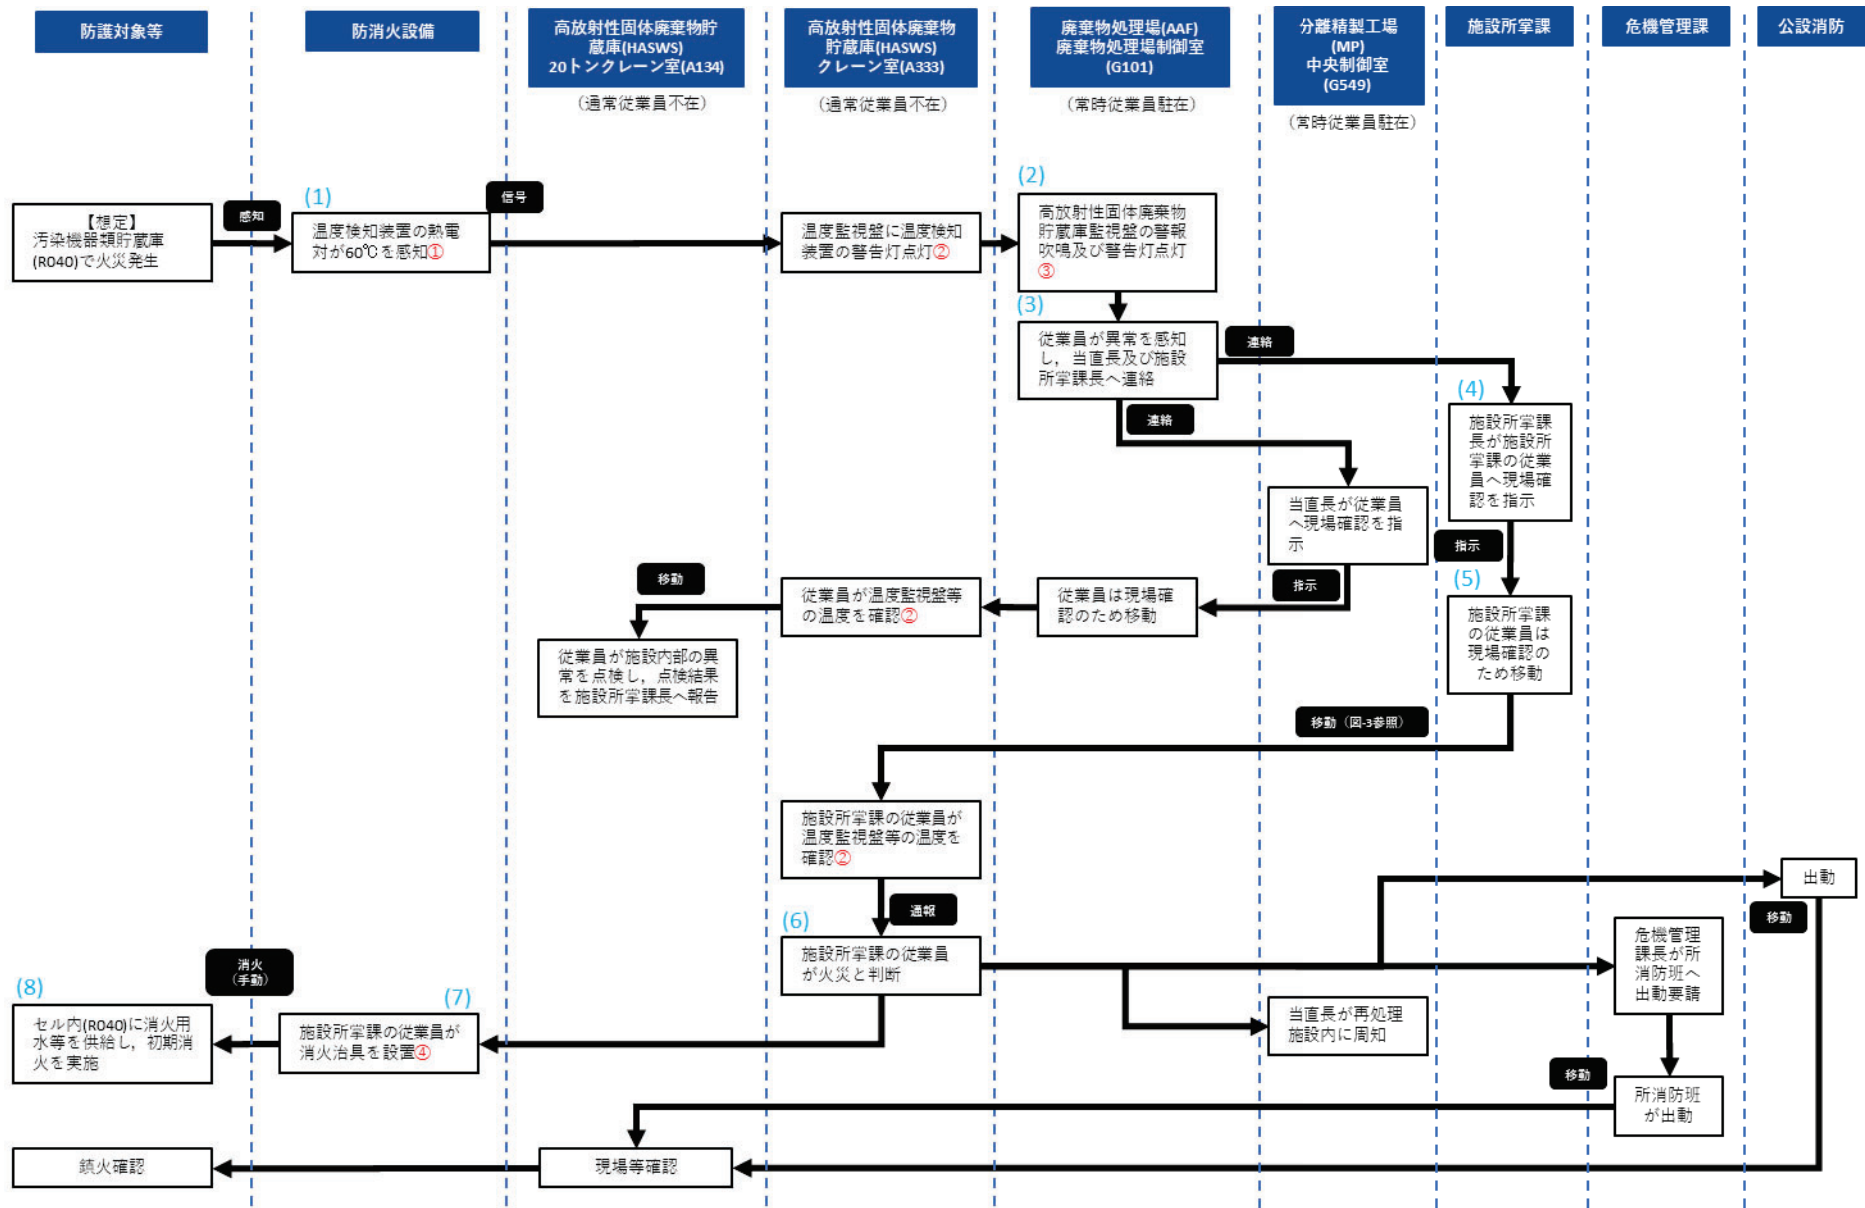 防護対象等
防消火設備
高放射性固体廃棄物貯
蔵庫(HASWS)
20トンクレーン室(A134)
(通常従業員不在)
高放射性固体廃棄物
貯蔵庫(HASWS)
クレーン室(A333)
(通常従業員不在)
廃棄物処理場(AAF)
廃棄物処理場制御室
(G101)
(常時従業員駐在)
分離精製工場
(MP)
中央制御室
(G549)
(常時従業員駐在)
施設所掌課
危機管理課
公設消防
【想定】
汚染機器類貯蔵庫
(R040)で火災発生
感知
(1)
温度検知装置の熱電
対が60℃を感知①
信号
温度監視盤に温度検知
装置の警告灯点灯②
(2)
高放射性固体廃棄物
貯蔵庫監視盤の警報
吹鳴及び警告灯点灯
③
(3)
従業員が異常を感知
し，当直長及び施設
所掌課長へ連絡
連絡
連絡
(4)
施設所掌課
長が施設所
掌課の従業
員へ現場確
認を指示
当直長が従業員
へ現場確認を指
示
指示
指示
(5)
施設所掌課
の従業員は
現場確認の
ため移動
従業員は現場確
認のため移動
従業員が温度監視盤等
の温度を確認②
移動
従業員が施設内部の異
常を点検し，点検結果
を施設所掌課長へ報告
移動（図-3参照）
施設所掌課の従業員が
温度監視盤等の温度を
確認②
通報
(6)
施設所掌課の従業員
が火災と判断
出動
移動
危機管理
課長が所
消防班へ
出動要請
当直長が再処理
施設内に周知
(7)
施設所掌課の従業員が
消火治具を設置④
消火
(手動)
(8)
セル内(R040)に消火用
水等を供給し，初期消
火を実施
移動
所消防班
が出動
現場等確認
鎮火確認